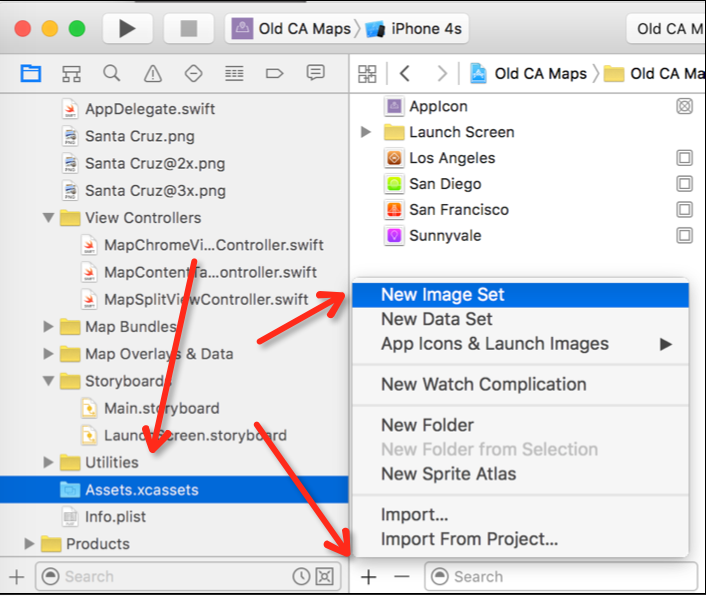 Old CA Maps
iPhone 4s
Old CA M
Old CA Maps
Old CA Ma
AppDelegate.swift
Santa Cruz.png
Santa Cruz@2x.png
Santa Cruz@3x.png
View Controllers
MapChromeVi...Controller.swift
MapContentTa...ontroller.swift
MapSplitViewController.swift
Map Bundles
Map Overlays & Data
Storyboards
Main.storyboard
LaunchScreen.storyboard
Utilities
Assets.xcassets
Info.plist
Products
Search
AppIcon
Launch Screen
Los Angeles
San Diego
San Francisco
Sunnyvale
New Image Set
New Data Set
App Icons & Launch Images
New Watch Complication
New Folder
New Folder from Selection
New Sprite Atlas
Import...
Import From Project...
Search